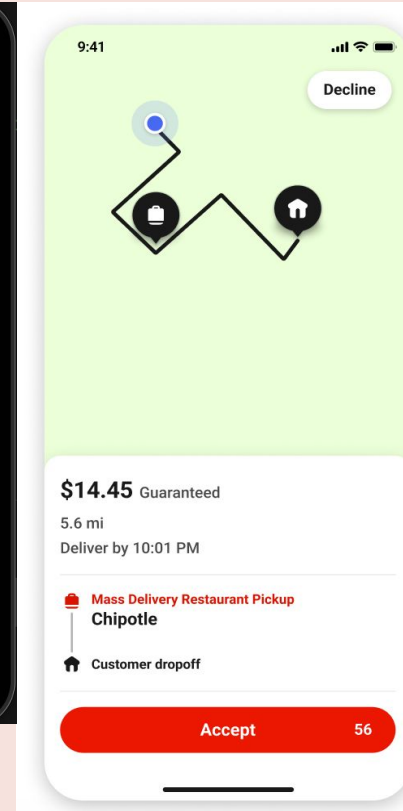 9:41
Decline
$14.45 Guaranteed
5.6 mi
Deliver by 10:01 PM
Mass Delivery Restaurant Pickup
Chipotle
Customer dropoff
Accept 56